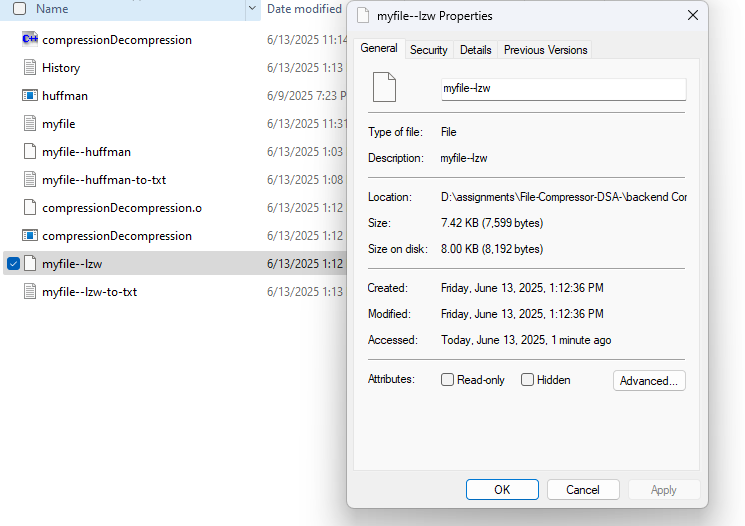 Name Date modified
compressionDecompression 6/13/2025 11:14
History 6/13/2025 1:13
huffman 6/9/2025 7:23 P
myfile 6/13/2025 11:31
myfile--huffman 6/13/2025 1:03
myfile--huffman-to-txt 6/13/2025 1:08
compressionDecompression.o 6/13/2025 1:12
compressionDecompression 6/13/2025 1:12
myfile--lzw 6/13/2025 1:12
myfile--lzw-to-txt 6/13/2025 1:13
myfile--lzw Properties
General Security Details Previous Versions
myfile--lzw
Type of file: File
Description: myfile--lzw
Location: D:\assignments\File-Compressor-DSA-\backend Cor
Size: 7.42 KB (7,599 bytes)
Size on disk: 8.00 KB (8,192 bytes)
Created: Friday, June 13, 2025, 1:12:36 PM
Modified: Friday, June 13, 2025, 1:12:36 PM
Accessed: Today, June 13, 2025, 1 minute ago
Attributes: Read-only Hidden Advanced...
OK Cancel Apply